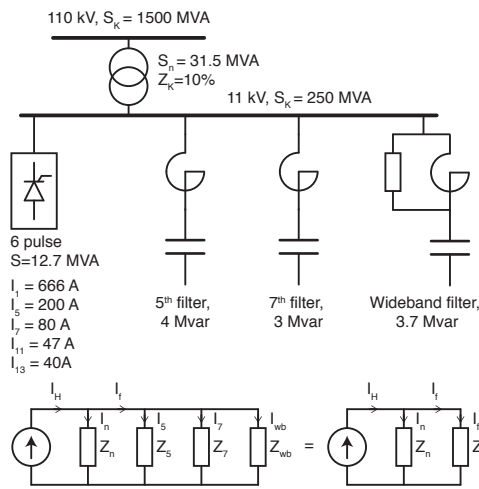 110 kV, S_K = 1500 MVA
S_n = 31.5 MVA
Z_K=10%
11 kV, S_K = 250 MVA
6 pulse
S=12.7 MVA
I_1 = 666 A
I_5 = 200 A
I_7 = 80 A
I_11 = 47 A
I_13 = 40A
5th filter,
4 Mvar
7th filter,
3 Mvar
Wideband filter,
3.7 Mvar
I_H I_f I_H I_f
I_n I_5 I_7 I_wb I_n I_f
Z_n Z_5 Z_7 Z_wb = Z_n Z